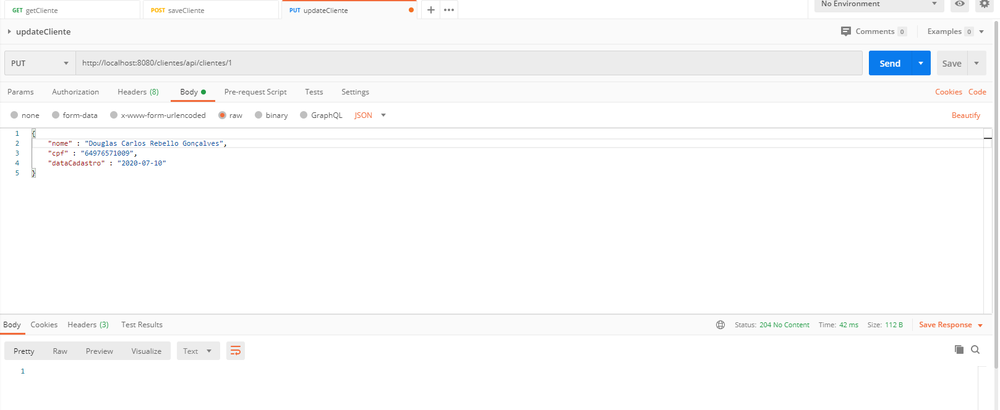 GET getCliente POST saveCliente PUT updateCliente No Environment
updateCliente Comments 0 Examples 0
PUT http://localhost:8080/clientes/api/clientes/1 Send Save
Params Authorization Headers (8) Body Pre-request Script Tests Settings Cookies Code
none form-data x-www-form-urlencoded raw binary GraphQL JSON Beautify
1 {
2 "nome" : "Douglas Carlos Rebello Gonçalves",
3 "cpf" : "64976571009",
4 "dataCadastro" : "2020-07-10"
5 }
Body Cookies Headers (3) Test Results Status: 204 No Content Time: 42 ms Size: 112 B Save Response
Pretty Raw Preview Visualize Text
1